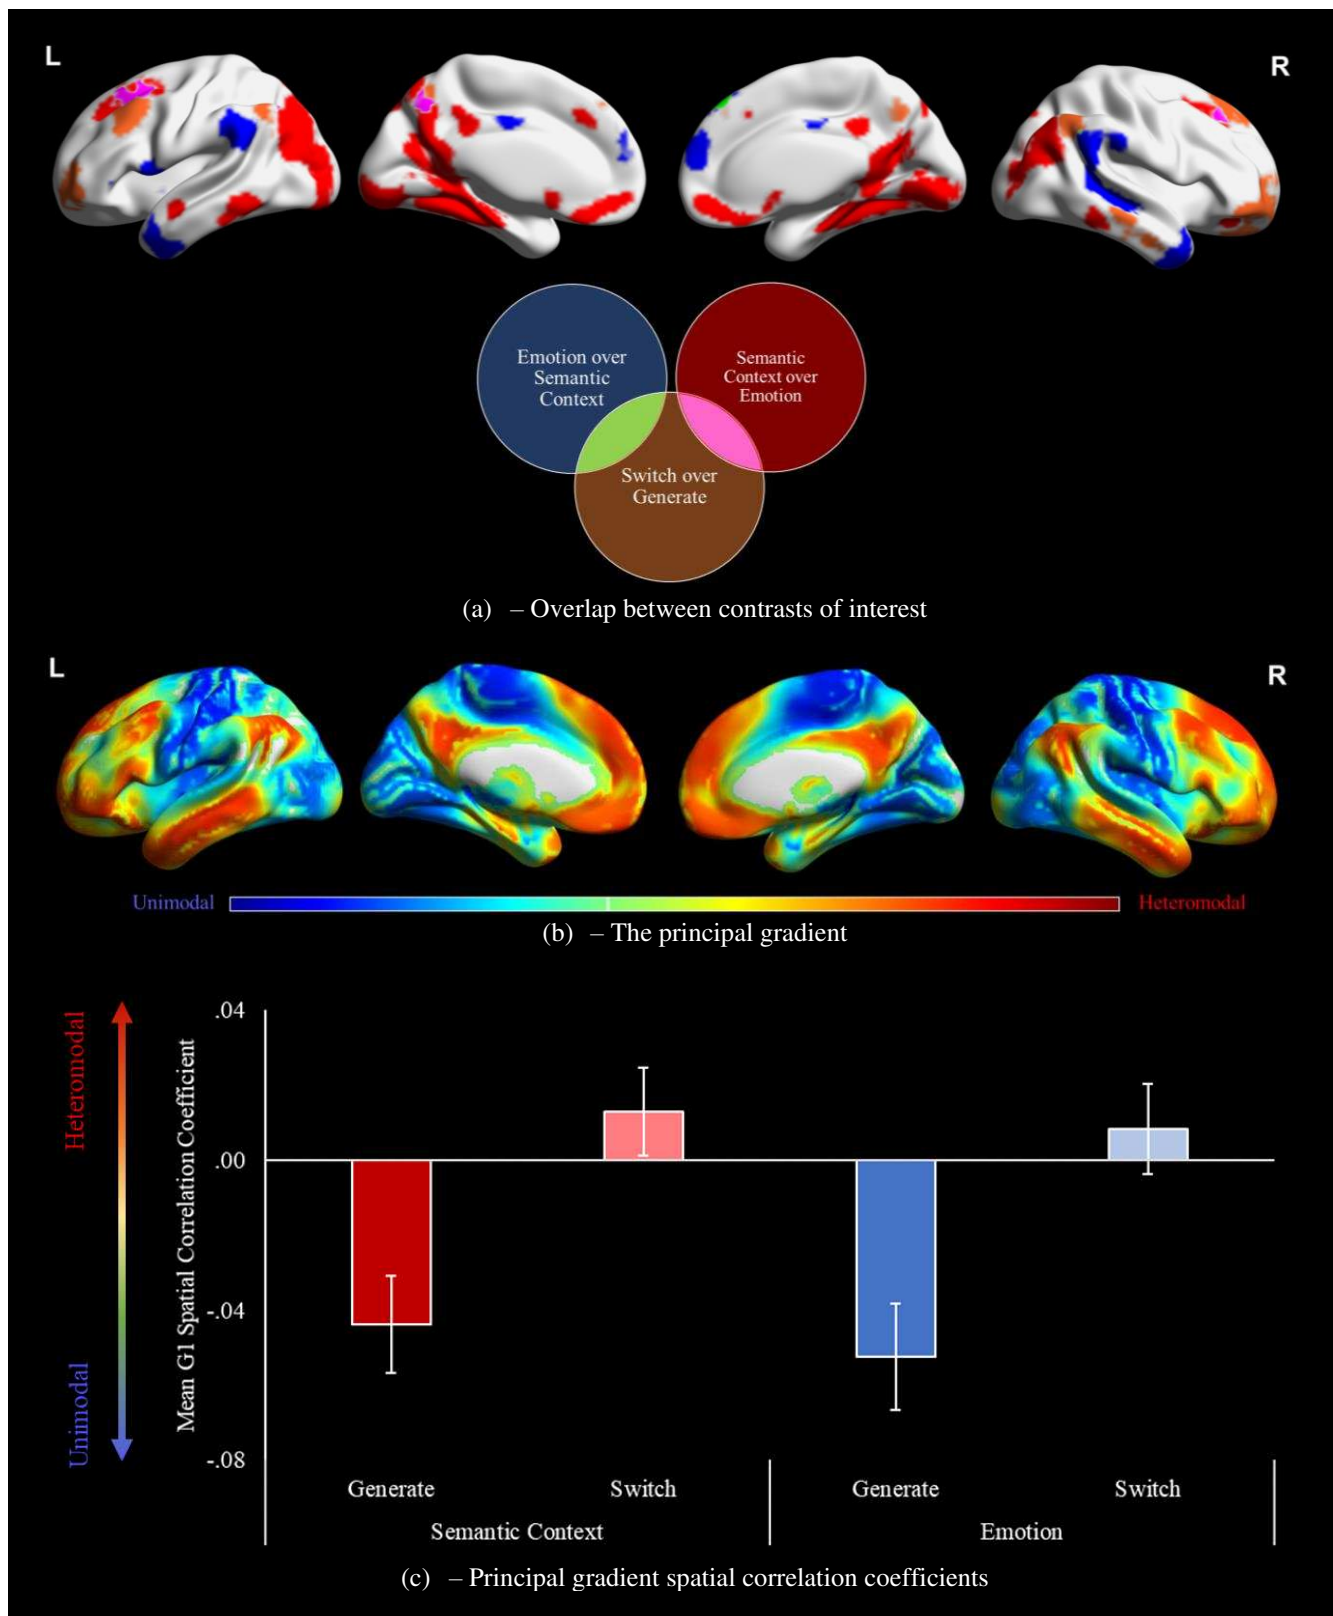 L
R
Emotion over
Semantic
Context
Semantic
Context over
Emotion
Switch over
Generate
(a) – Overlap between contrasts of interest
L
R
Unimodal
Heteromodal
(b) – The principal gradient
Heteromodal
Unimodal
Mean G1 Spatial Correlation Coefficient
.04
.00
-.04
-.08
Generate
Switch
Generate
Switch
Semantic Context
Emotion
(c) – Principal gradient spatial correlation coefficients